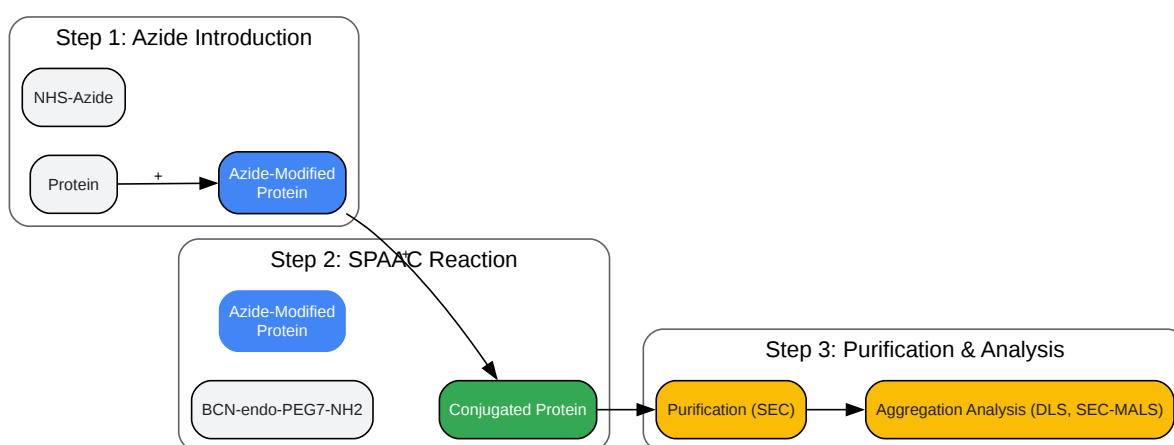 Step 1: Azide Introduction
NHS-Azide
Protein
+
Azide-Modified
Protein
Step 2: SPAAC Reaction
+
Azide-Modified
Protein
BCN-endo-PEG7-NH2
Conjugated Protein
Step 3: Purification & Analysis
Purification (SEC)
Aggregation Analysis (DLS, SEC-MALS)